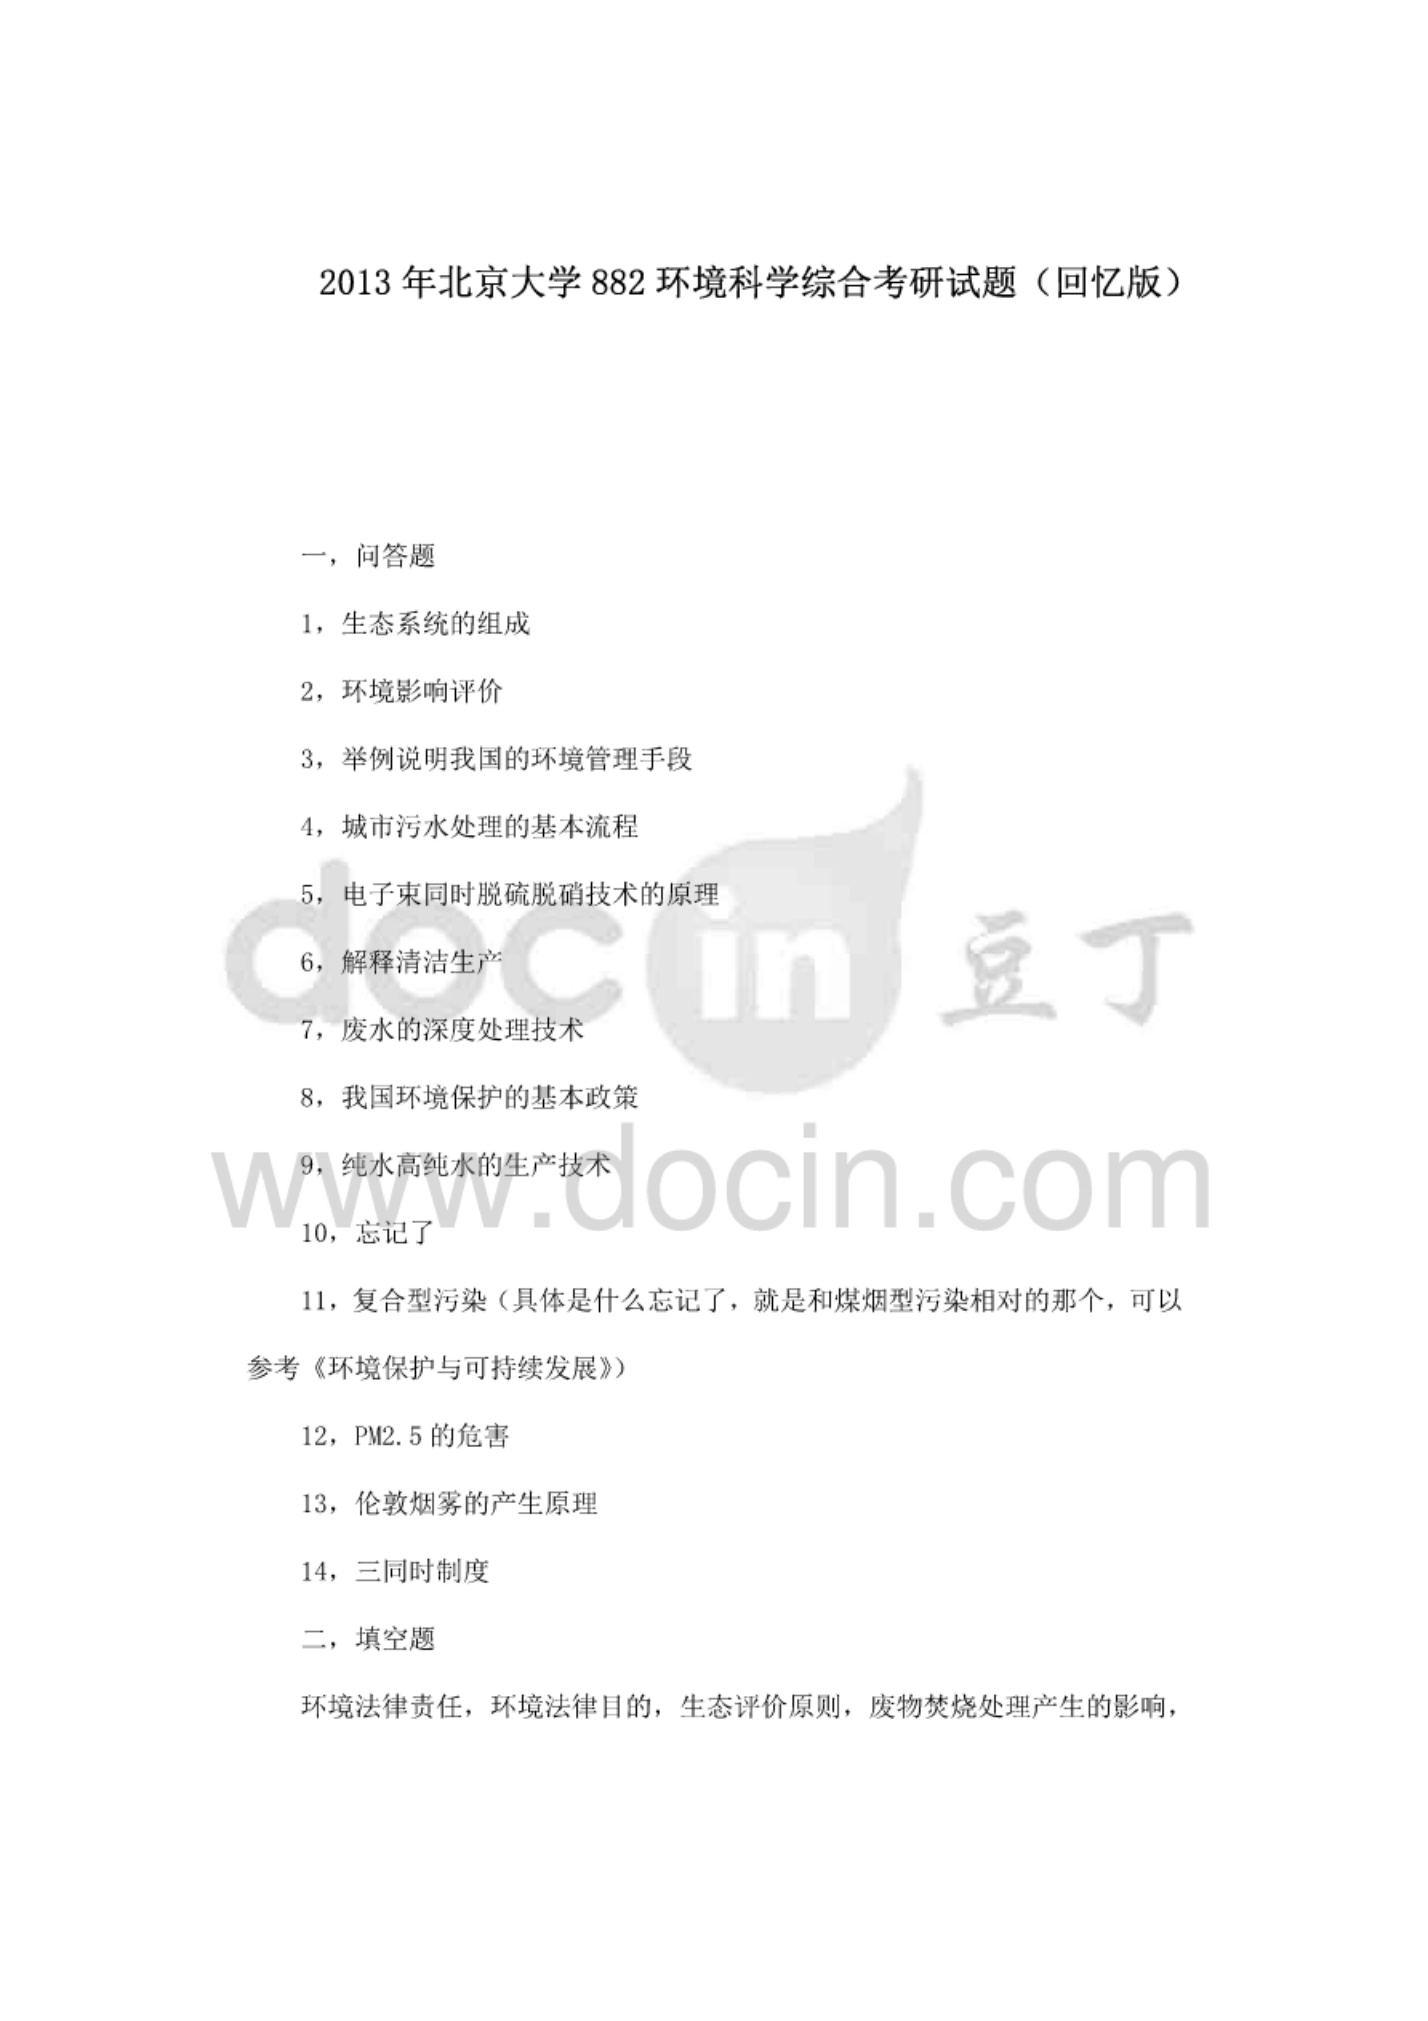 2013 年北京大学 882 环境科学综合考研试题（回忆版）
一，问答题
1，生态系统的组成
2，环境影响评价
3，举例说明我国的环境管理手段
4，城市污水处理的基本流程
5，电子束同时脱硫脱硝技术的原理
6，解释清洁生产
7，废水的深度处理技术
8，我国环境保护的基本政策
9，纯水高纯水的生产技术
10，忘记了
11，复合型污染（具体是什么忘记了，就是和煤烟型污染相对的那个，可以
参考《环境保护与可持续发展》）
12，PM2.5 的危害
13，伦敦烟雾的产生原理
14，三同时制度
二，填空题
环境法律责任，环境法律目的，生态评价原则，废物焚烧处理产生的影响，
docin 豆丁
www.docin.com